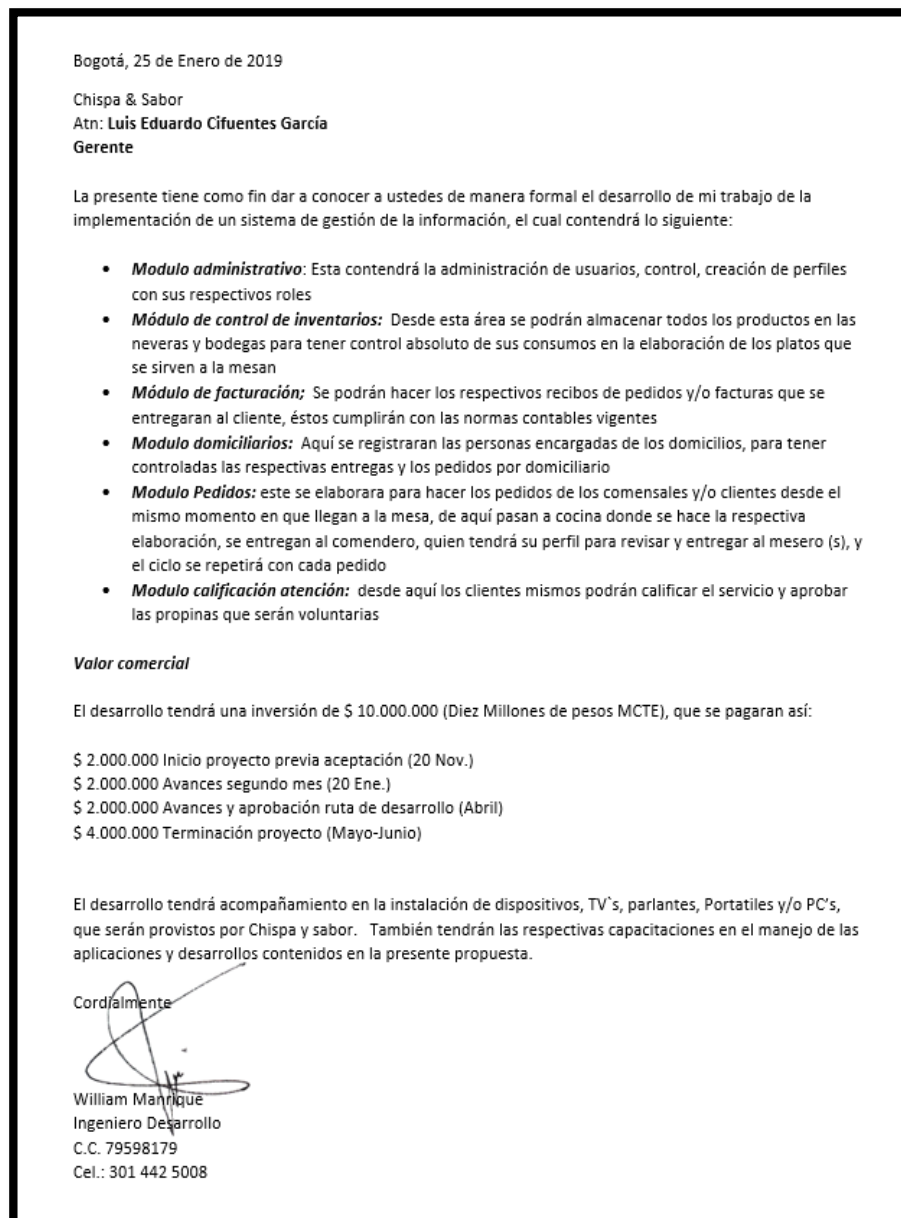 Bogotá, 25 de Enero de 2019
Chispa & Sabor
Atn: Luis Eduardo Cifuentes García
Gerente
La presente tiene como fin dar a conocer a ustedes de manera formal el desarrollo de mi trabajo de la
implementación de un sistema de gestión de la información, el cual contendrá lo siguiente:
• Modulo administrativo: Esta contendrá la administración de usuarios, control, creación de perfiles
con sus respectivos roles
• Módulo de control de inventarios: Desde esta área se podrán almacenar todos los productos en las
neveras y bodegas para tener control absoluto de sus consumos en la elaboración de los platos que
se sirven a la mesan
• Módulo de facturación; Se podrán hacer los respectivos recibos de pedidos y/o facturas que se
entregaran al cliente, éstos cumplirán con las normas contables vigentes
• Modulo domiciliarios: Aquí se registraran las personas encargadas de los domicilios, para tener
controladas las respectivas entregas y los pedidos por domiciliario
• Modulo Pedidos: este se elaborara para hacer los pedidos de los comensales y/o clientes desde el
mismo momento en que llegan a la mesa, de aquí pasan a cocina donde se hace la respectiva
elaboración, se entregan al comendero, quien tendrá su perfil para revisar y entregar al mesero (s), y
el ciclo se repetirá con cada pedido
• Modulo calificación atención: desde aquí los clientes mismos podrán calificar el servicio y aprobar
las propinas que serán voluntarias
Valor comercial
El desarrollo tendrá una inversión de $ 10.000.000 (Diez Millones de pesos MCTE), que se pagaran así:
$ 2.000.000 Inicio proyecto previa aceptación (20 Nov.)
$ 2.000.000 Avances segundo mes (20 Ene.)
$ 2.000.000 Avances y aprobación ruta de desarrollo (Abril)
$ 4.000.000 Terminación proyecto (Mayo-Junio)
El desarrollo tendrá acompañamiento en la instalación de dispositivos, TV`s, parlantes, Portatiles y/o PC’s,
que serán provistos por Chispa y sabor. También tendrán las respectivas capacitaciones en el manejo de las
aplicaciones y desarrollos contenidos en la presente propuesta.
Cordialmente
William Manrique
Ingeniero Desarrollo
C.C. 79598179
Cel.: 301 442 5008